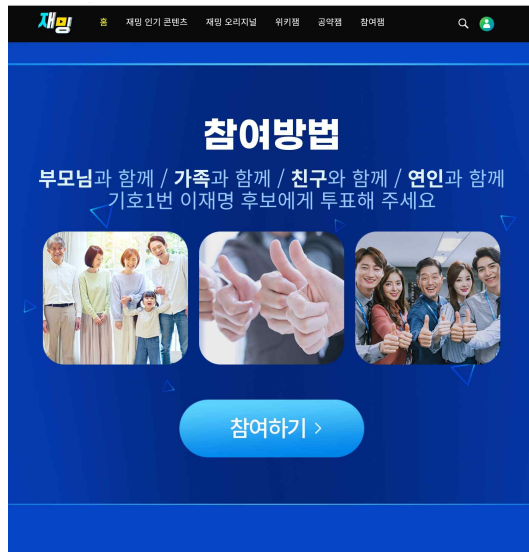 재밍
홈 재밍 인기 콘텐츠 재밍 오리지널 위키잼 공약잼 참여잼
참여방법
부모님과 함께 / 가족과 함께 / 친구와 함께 / 연인과 함께
기호1번 이재명 후보에게 투표해 주세요
참여하기 >